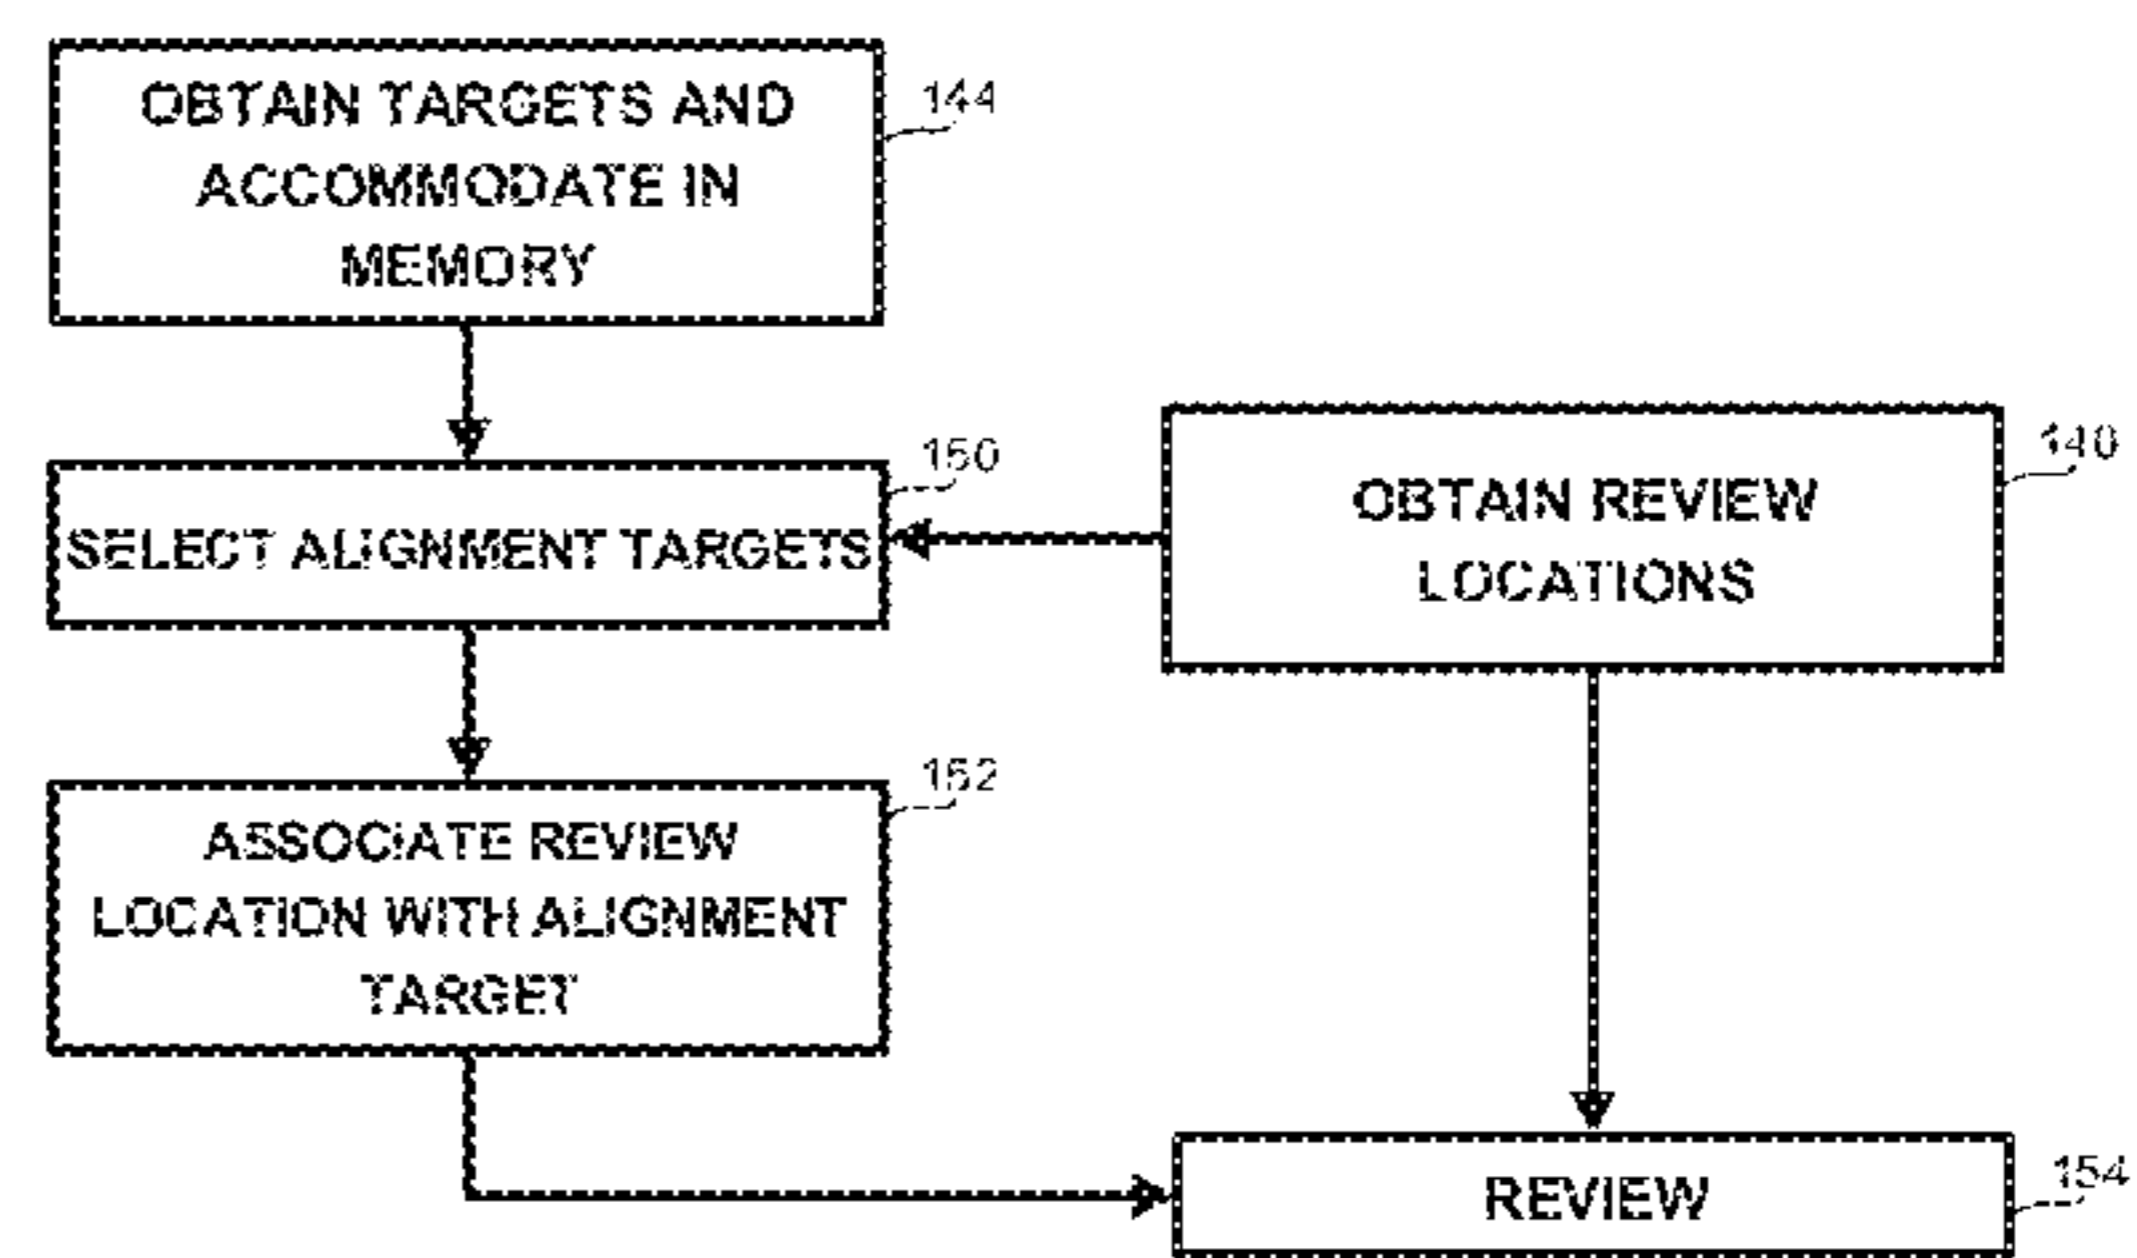 OBTAIN TARGETS AND
ACCOMMODATE IN
MEMORY
144
SELECT ALIGNMENT TARGETS
150
OBTAIN REVIEW
LOCATIONS
140
ASSOCIATE REVIEW
LOCATION WITH ALIGNMENT
TARGET
152
REVIEW
154